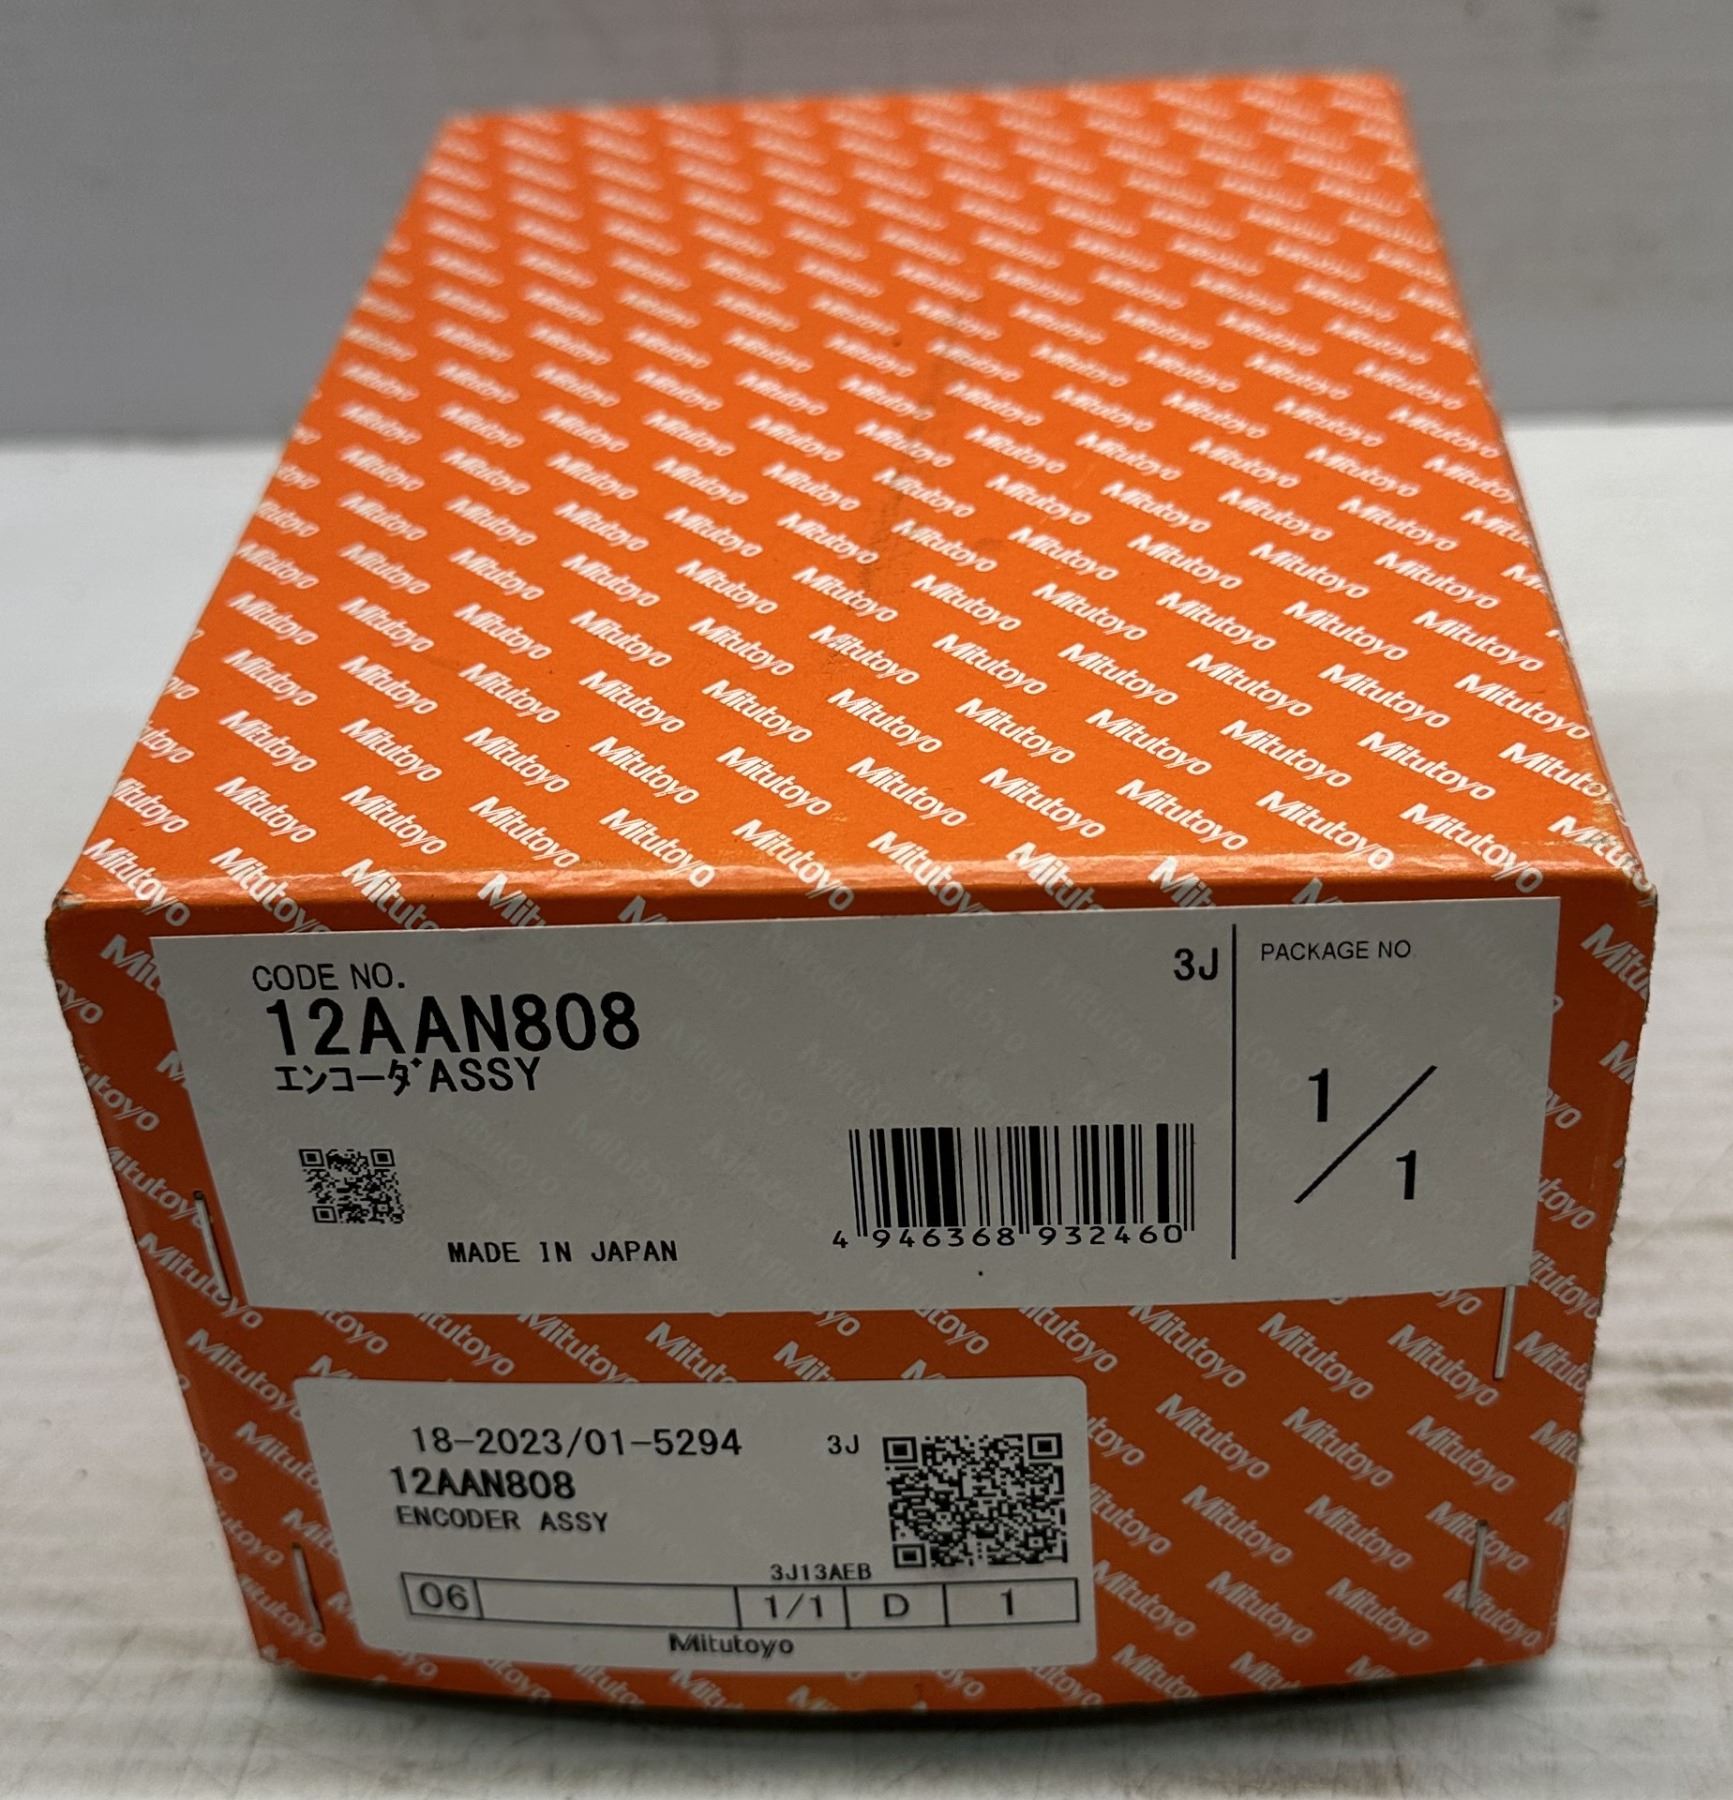 Mitutoyo
CODE NO.
12AAN808
エンコーダASSY
3J
PACKAGE NO
1/1
MADE IN JAPAN
4 946368 932460
18-2023/01-5294
3J
12AAN808
ENCODER ASSY
3J13AEB
06 1/1 D 1
Mitutoyo